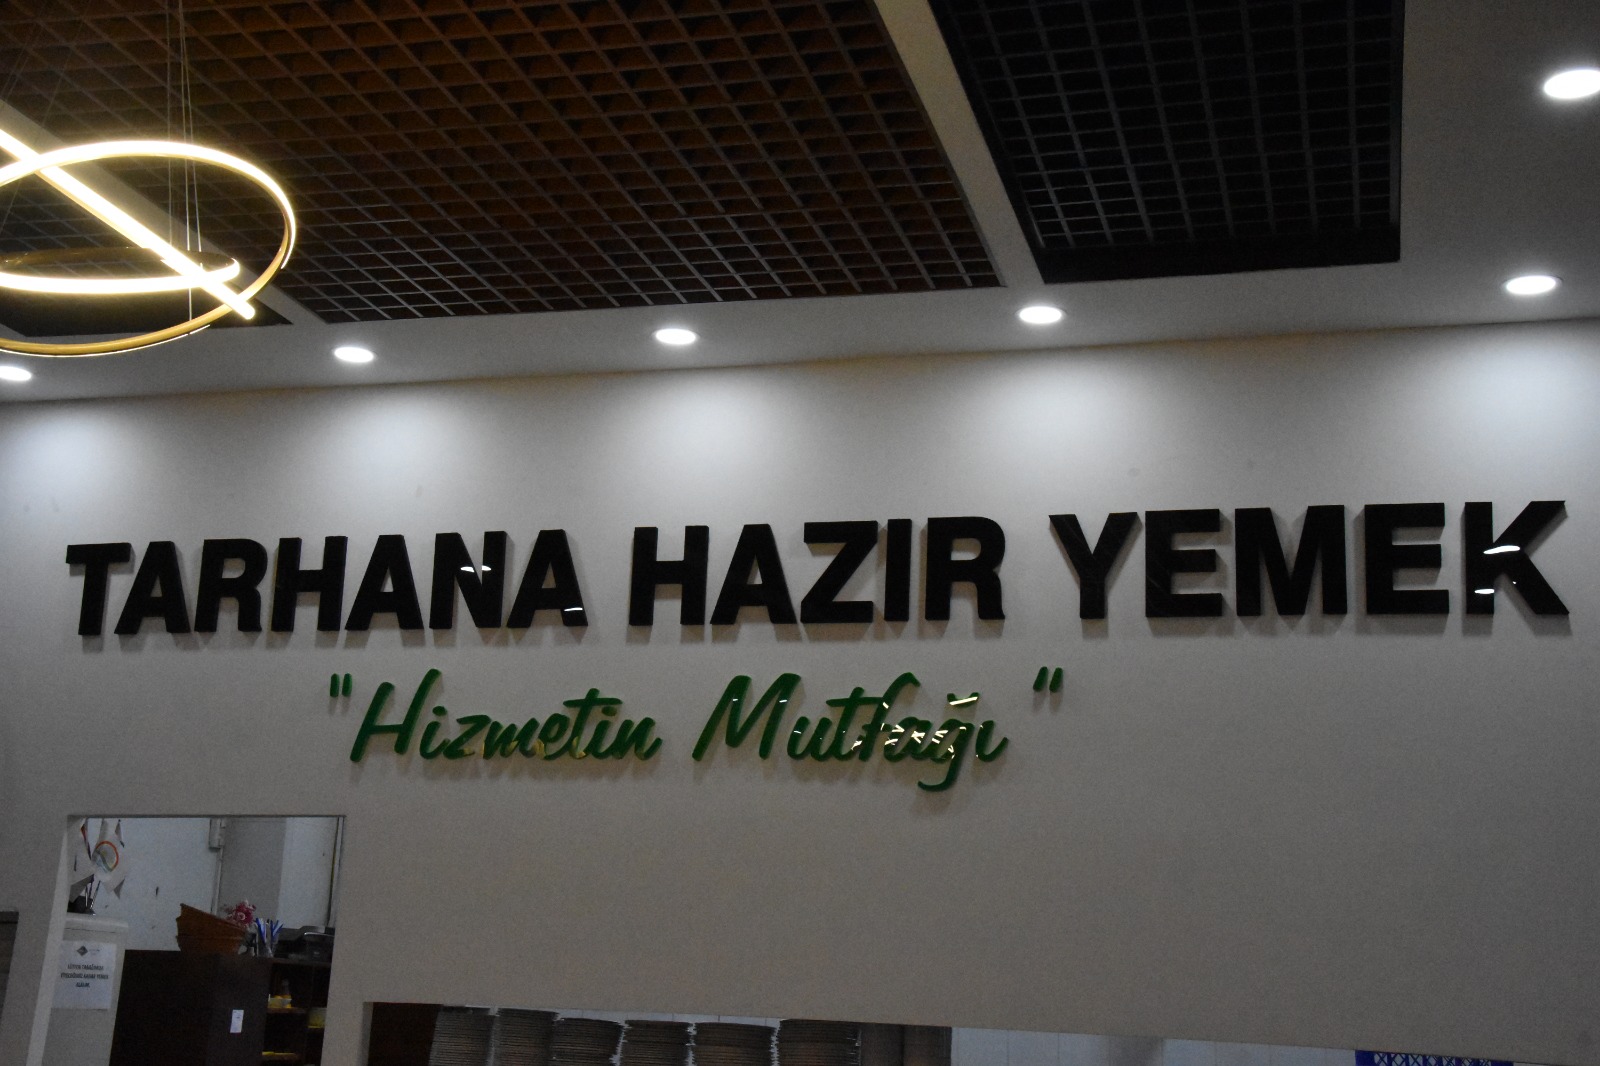 TARHANA HAZIR YEMEK
"Hizmetin Mutfağı"